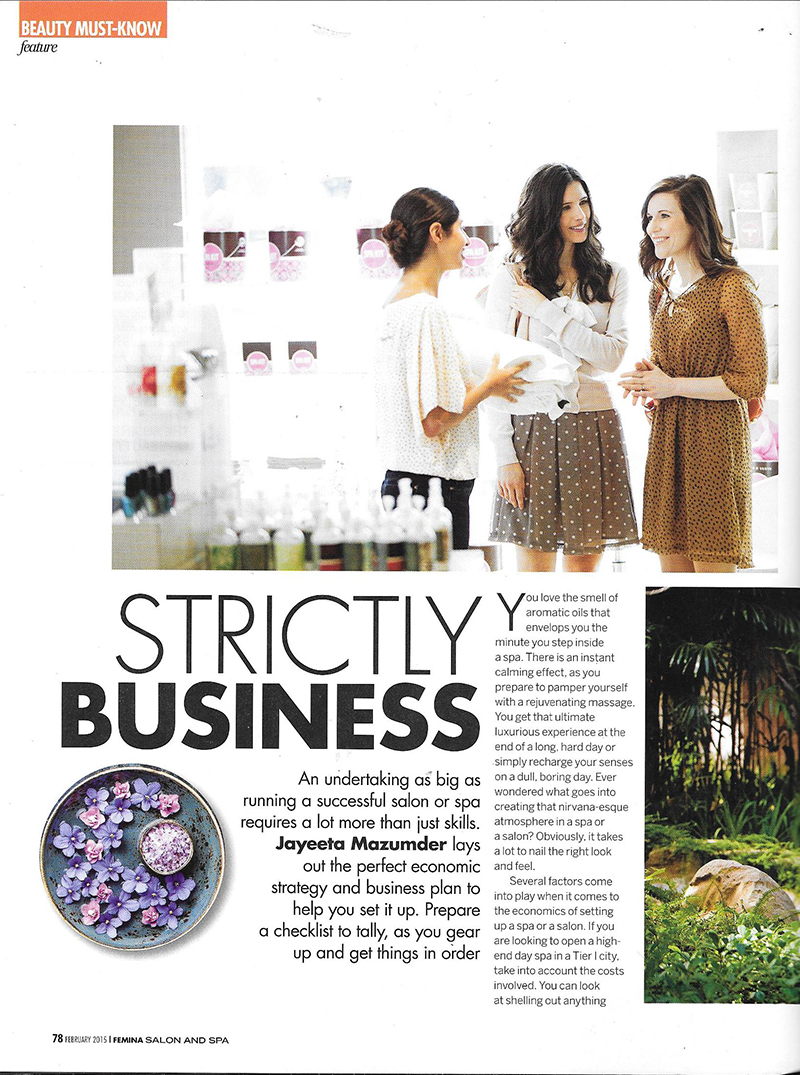 BEAUTY MUST-KNOW
feature
STRICTLY
BUSINESS
An undertaking as big as
running a successful salon or spa
requires a lot more than just skills.
Jayeeta Mazumder lays
out the perfect economic
strategy and business plan to
help you set it up. Prepare
a checklist to tally, as you gear
up and get things in order
You love the smell of
aromatic oils that
envelops you the
minute you step inside
a spa. There is an instant
calming effect, as you
prepare to pamper yourself
with a rejuvenating massage.
You get that ultimate
luxurious experience at the
end of a long, hard day or
simply recharge your senses
on a dull, boring day. Ever
wondered what goes into
creating that nirvana-esque
atmosphere in a spa or
a salon? Obviously, it takes
a lot to nail the right look
and feel.
Several factors come
into play when it comes to
the economics of setting
up a spa or a salon. If you
are looking to open a high-
end day spa in a Tier I city,
take into account the costs
involved. You can look
at shelling out anything
78 FEBRUARY 2015 | FEMINA SALON AND SPA